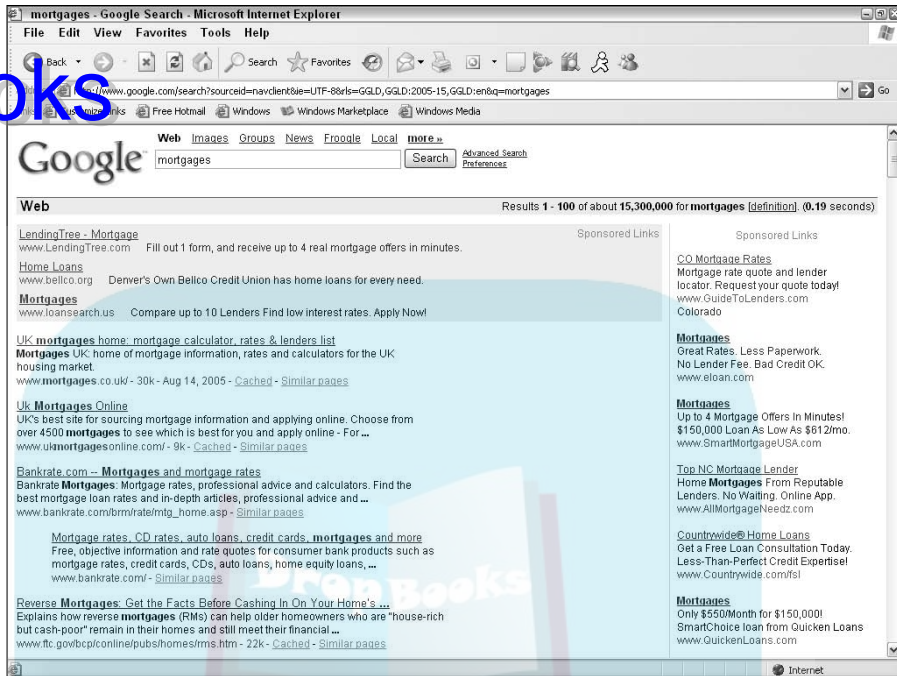 mortgages - Google Search - Microsoft Internet Explorer
File Edit View Favorites Tools Help
Back Search Favorites
http://www.google.com/search?sourceid=navclient&ie=UTF-8&rls=GGLD,GGLD:2005-15,GGLD:en&q=mortgages Go
oks
Customize Links Free Hotmail Windows Windows Marketplace Windows Media
Web Images Groups News Froogle Local more »
Google
mortgages Search Advanced Search
Preferences
Web Results 1 - 100 of about 15,300,000 for mortgages [definition]. (0.19 seconds)
LendingTree - Mortgage Sponsored Links
www.LendingTree.com Fill out 1 form, and receive up to 4 real mortgage offers in minutes.
Home Loans
www.bellco.org Denver's Own Bellco Credit Union has home loans for every need.
Mortgages
www.loansearch.us Compare up to 10 Lenders Find low interest rates. Apply Now!
UK mortgages home: mortgage calculator, rates & lenders list
Mortgages UK: home of mortgage information, rates and calculators for the UK
housing market.
www.mortgages.co.uk/ - 30k - Aug 14, 2005 - Cached - Similar pages
Uk Mortgages Online
UK's best site for sourcing mortgage information and applying online. Choose from
over 4500 mortgages to see which is best for you and apply online - For ...
www.ukmortgagesonline.com/ - 9k - Cached - Similar pages
Bankrate.com -- Mortgages and mortgage rates
Bankrate Mortgages: Mortgage rates, professional advice and calculators. Find the
best mortgage loan rates and in-depth articles, professional advice and ...
www.bankrate.com/brm/rate/mtg_home.asp - Similar pages
Mortgage rates, CD rates, auto loans, credit cards, mortgages and more
Free, objective information and rate quotes for consumer bank products such as
mortgage rates, credit cards, CDs, auto loans, home equity loans, ...
www.bankrate.com/ - Similar pages
DropBooks
Reverse Mortgages: Get the Facts Before Cashing In On Your Home's ...
Explains how reverse mortgages (RMs) can help older homeowners who are "house-rich
but cash-poor" remain in their homes and still meet their financial ...
www.ftc.gov/bcp/conline/pubs/homes/rms.htm - 22k - Cached - Similar pages
Sponsored Links
CO Mortgage Rates
Mortgage rate quote and lender
locator. Request your quote today!
www.GuideToLenders.com
Colorado
Mortgages
Great Rates. Less Paperwork.
No Lender Fee. Bad Credit OK.
www.eloan.com
Mortgages
Up to 4 Mortgage Offers In Minutes!
$150,000 Loan As Low As $612/mo.
www.SmartMortgageUSA.com
Top NC Mortgage Lender
Home Mortgages From Reputable
Lenders. No Waiting. Online App.
www.AllMortgageNeedz.com
Countrywide® Home Loans
Get a Free Loan Consultation Today.
Less-Than-Perfect Credit Expertise!
www.Countrywide.com/fsl
Mortgages
Only $550/Month for $150,000!
SmartChoice loan from Quicken Loans
www.QuickenLoans.com
Internet